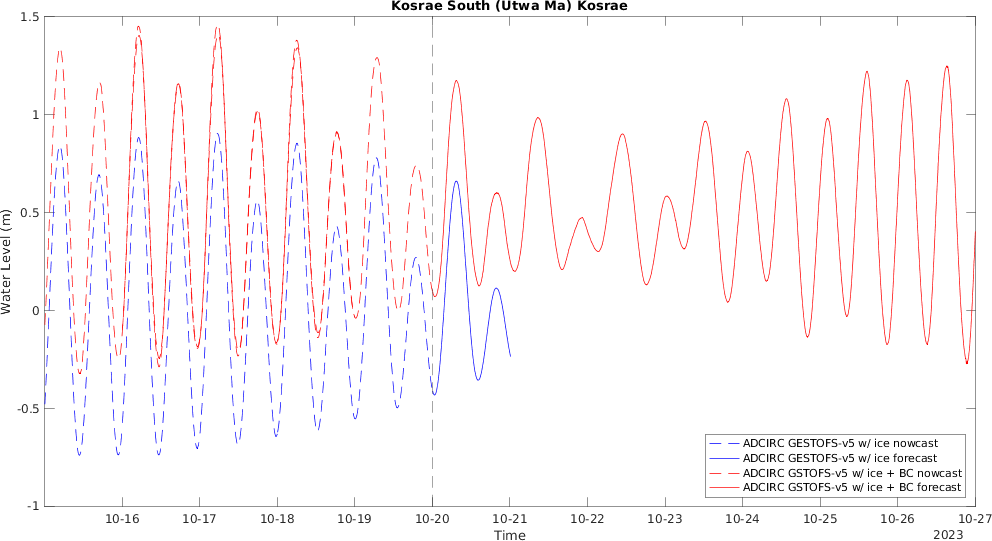 Kosrae South (Utwa Ma) Kosrae
1.5
1
0.5
0
-0.5
-1
Water Level (m)
ADCIRC GESTOFS-v5 w/ ice nowcast
ADCIRC GESTOFS-v5 w/ ice forecast
ADCIRC GSTOFS-v5 w/ ice + BC nowcast
ADCIRC GSTOFS-v5 w/ ice + BC forecast
10-16 10-17 10-18 10-19 10-20 10-21 10-22 10-23 10-24 10-25 10-26 10-27
Time
2023